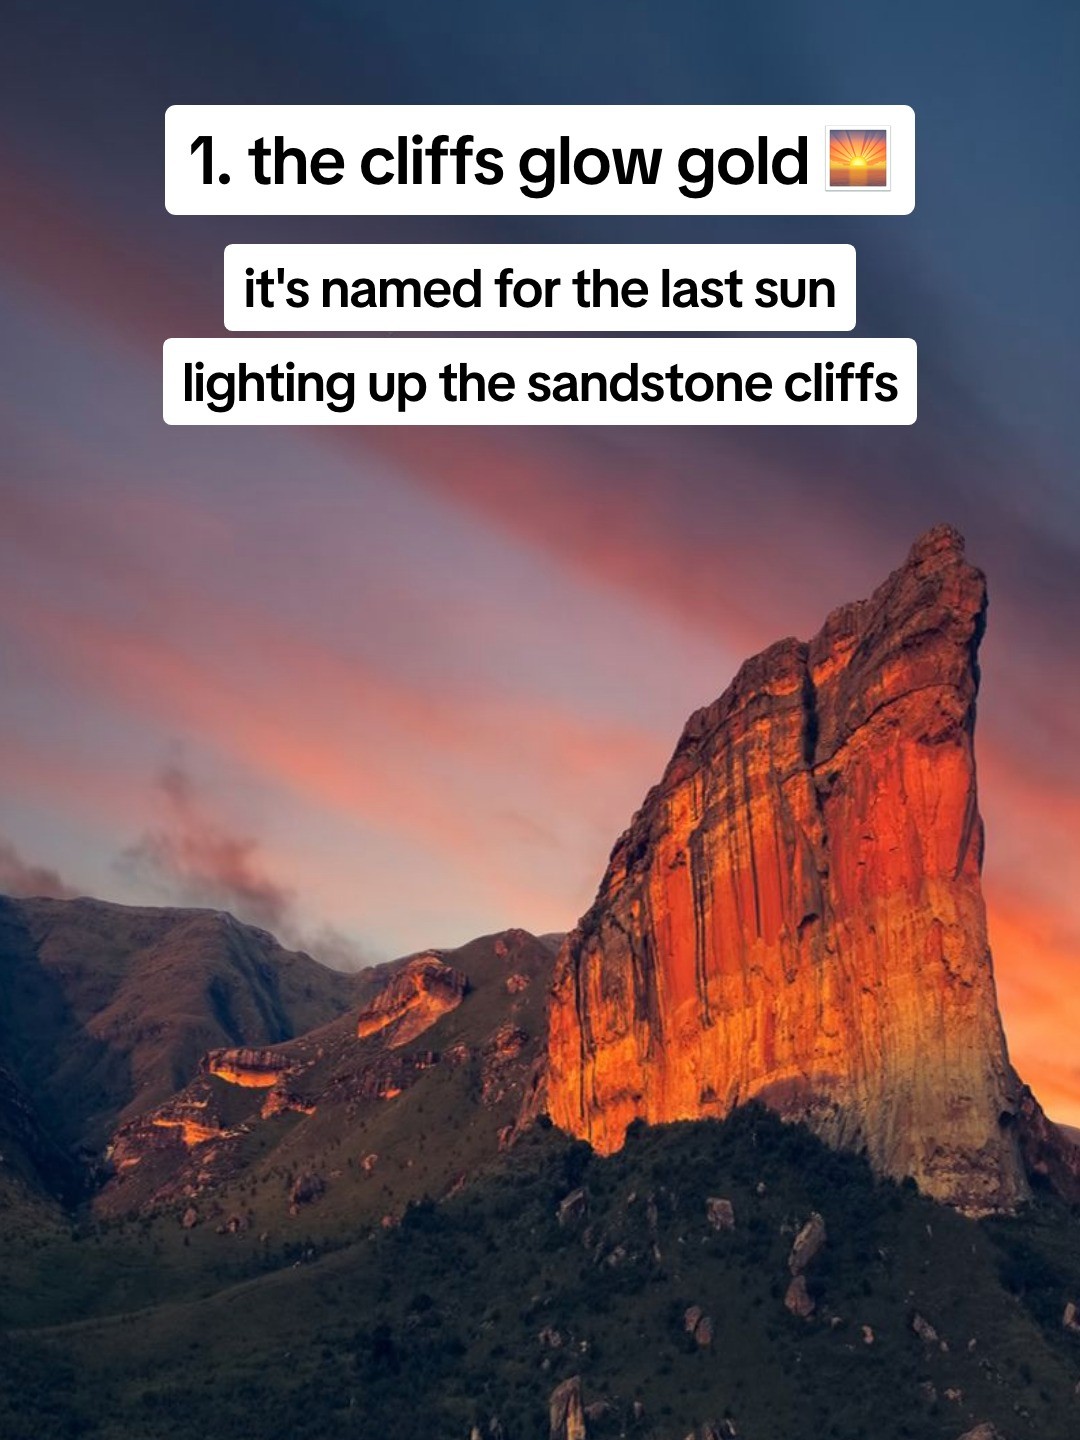 1. the cliffs glow gold 🌅
it's named for the last sun
lighting up the sandstone cliffs